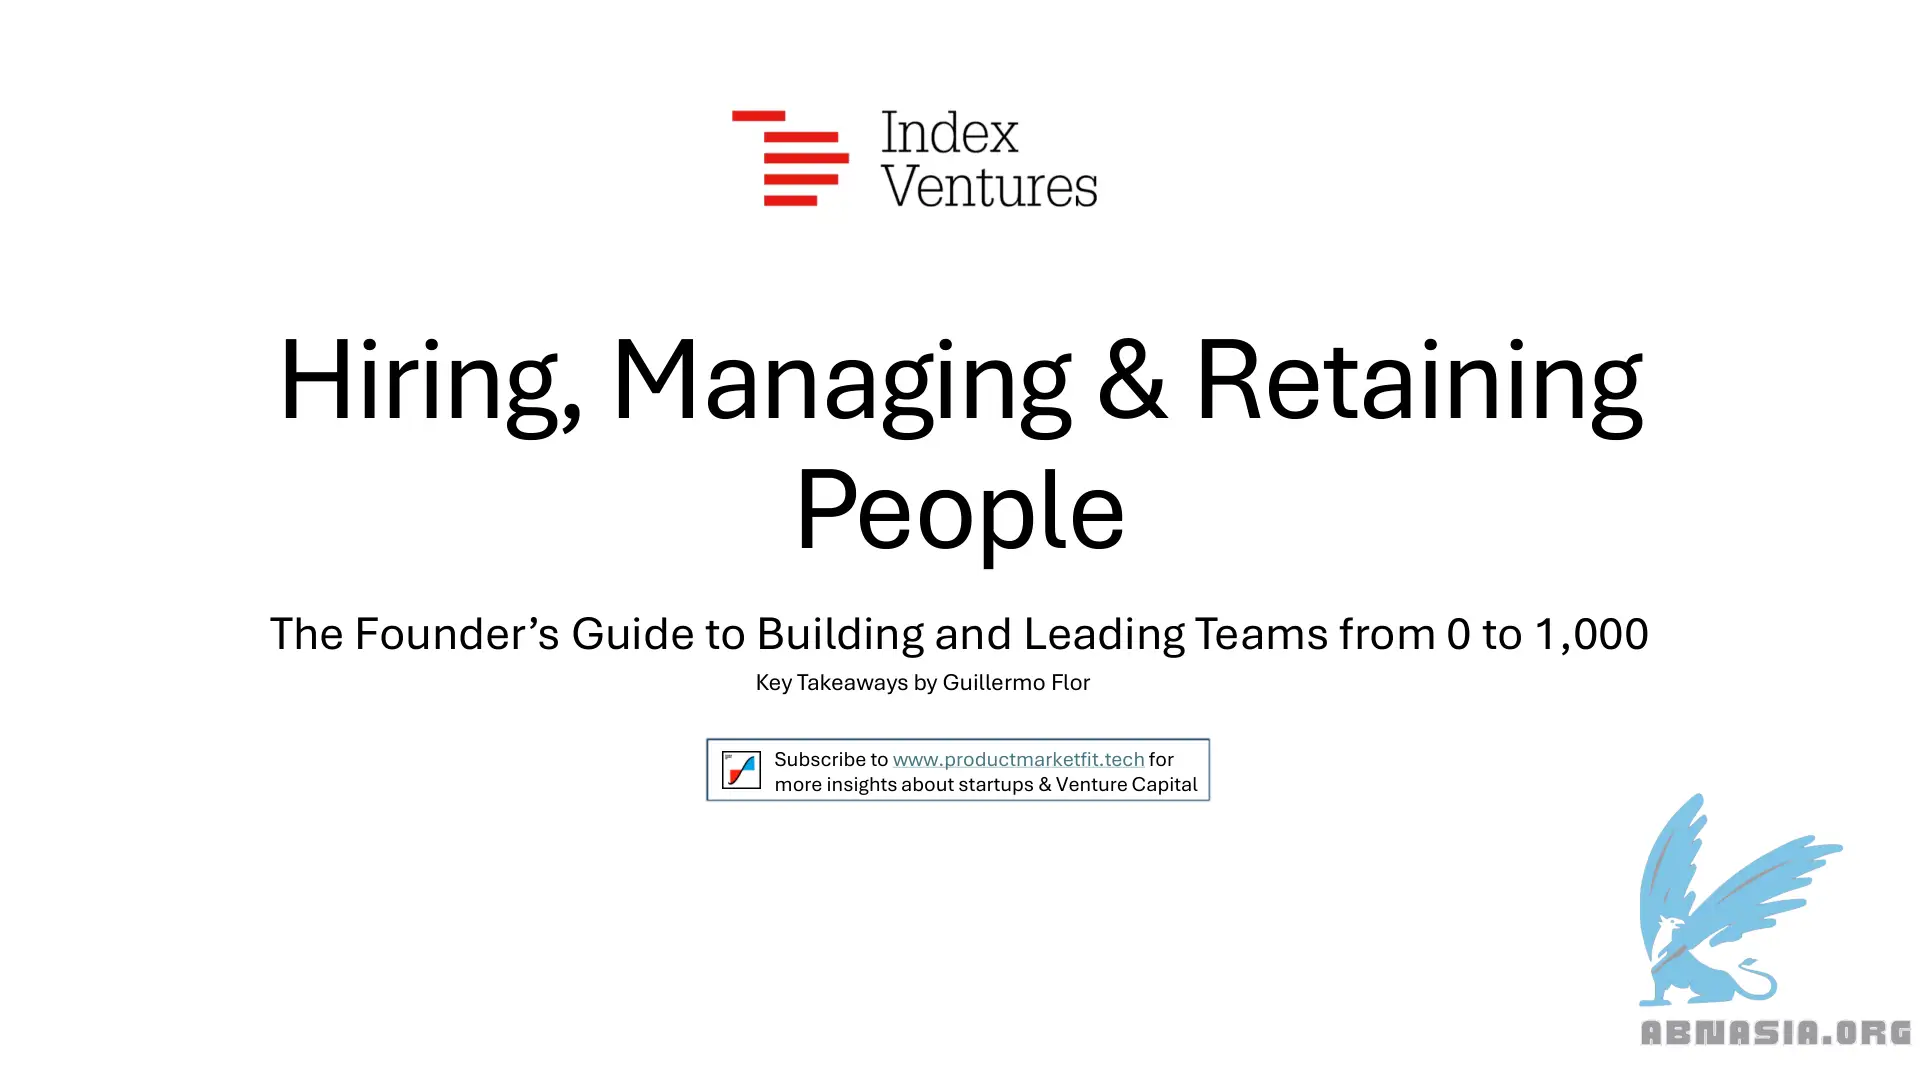 Index
Ventures
Hiring, Managing & Retaining
People
The Founder’s Guide to Building and Leading Teams from 0 to 1,000
Key Takeaways by Guillermo Flor
Subscribe to www.productmarketfit.tech for
more insights about startups & Venture Capital
ABNASIA.ORG